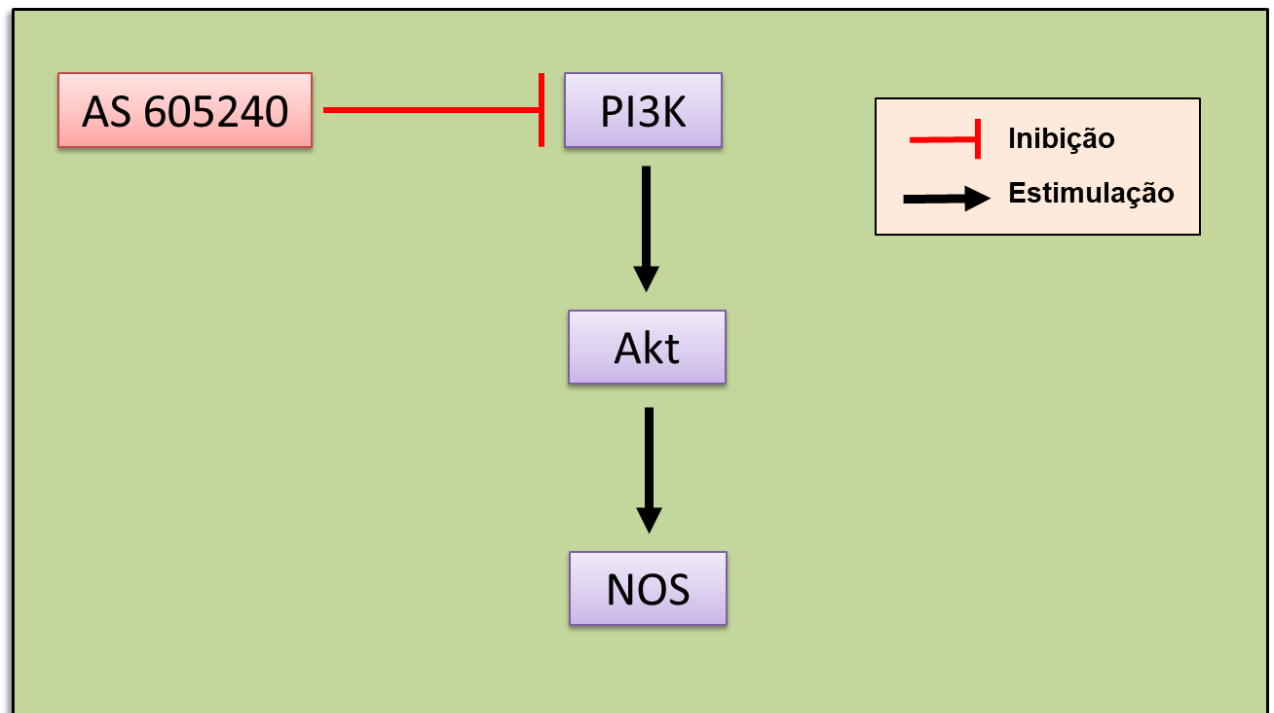 AS 605240
PI3K
Inibição
Estimulação
Akt
NOS